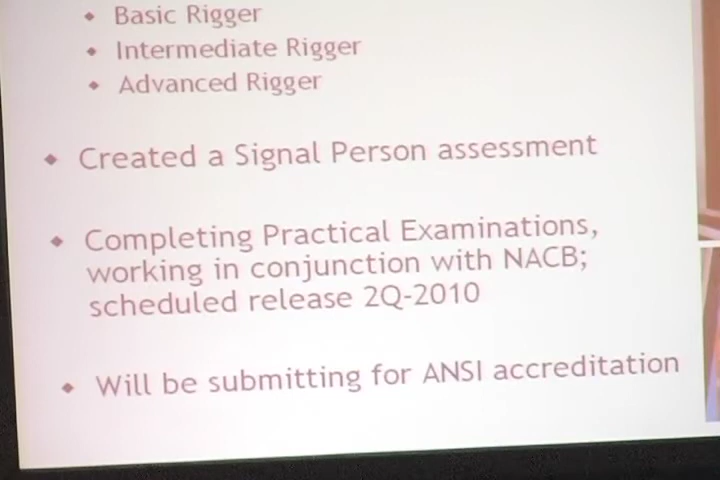 Basic Rigger
Intermediate Rigger
Advanced Rigger
Created a Signal Person assessment
Completing Practical Examinations,
working in conjunction with NACB;
scheduled release 2Q-2010
Will be submitting for ANSI accreditation